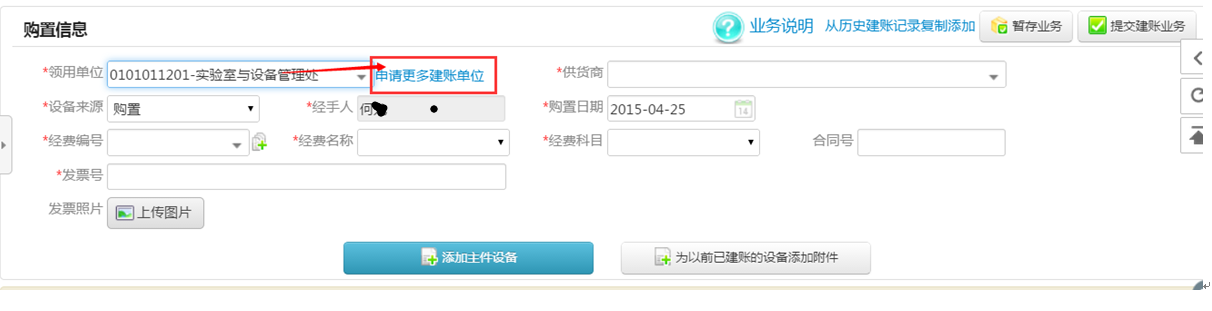 购置信息 业务说明 从历史建账记录复制添加 暂存业务 提交建账业务
*领用单位 0101011201-实验室与设备管理处 申请更多建账单位 *供货商
*设备来源 购置 *经手人 何 *购置日期 2015-04-25 14
*经费编号 *经费名称 *经费科目 合同号
*发票号
发票照片 上传图片
添加主件设备 为以前已建账的设备添加附件